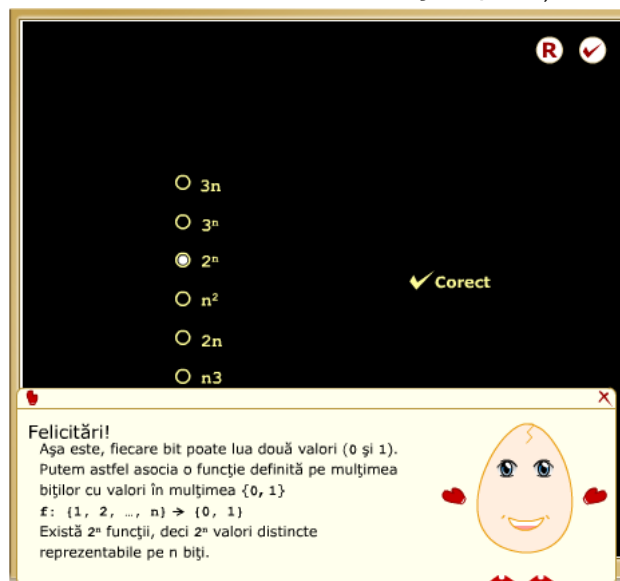 R
3n
3ⁿ
2ⁿ
Corect
n²
2n
n3
Felicitări!
Aşa este, fiecare bit poate lua două valori (0 şi 1).
Putem astfel asocia o funcţie definită pe mulţimea
biţilor cu valori în mulţimea {0, 1}
f: {1, 2, …, n} → {0, 1}
Există 2ⁿ funcţii, deci 2ⁿ valori distincte
reprezentabile pe n biţi.